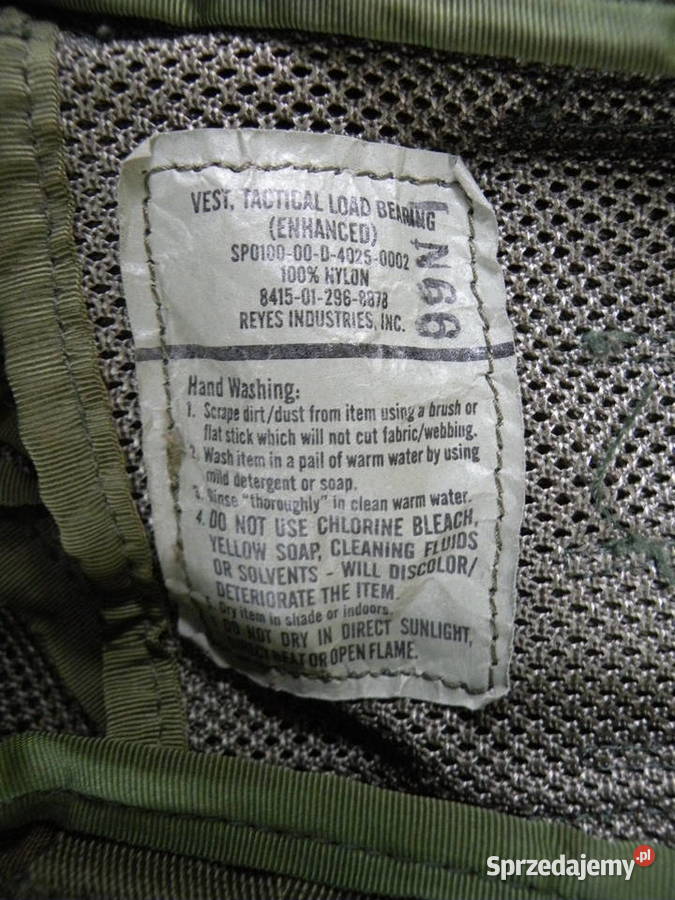 VEST, TACTICAL LOAD BEARING
(ENHANCED)
SP0100-00-D-4025-0002
100% NYLON
8415-01-296-8878
REYES INDUSTRIES, INC.
Hand Washing:
1. Scrape dirt/dust from item using a brush or
flat stick which will not cut fabric/webbing.
2. Wash item in a pail of warm water by using
mild detergent or soap.
3. Rinse "thoroughly" in clean warm water.
4. DO NOT USE CHLORINE BLEACH,
YELLOW SOAP, CLEANING FLUIDS
OR SOLVENTS - WILL DISCOLOR/
DETERIORATE THE ITEM.
5. Dry item in shade or indoors.
DO NOT DRY IN DIRECT SUNLIGHT,
DIRECT HEAT OR OPEN FLAME.
Sprzedajemy.pl